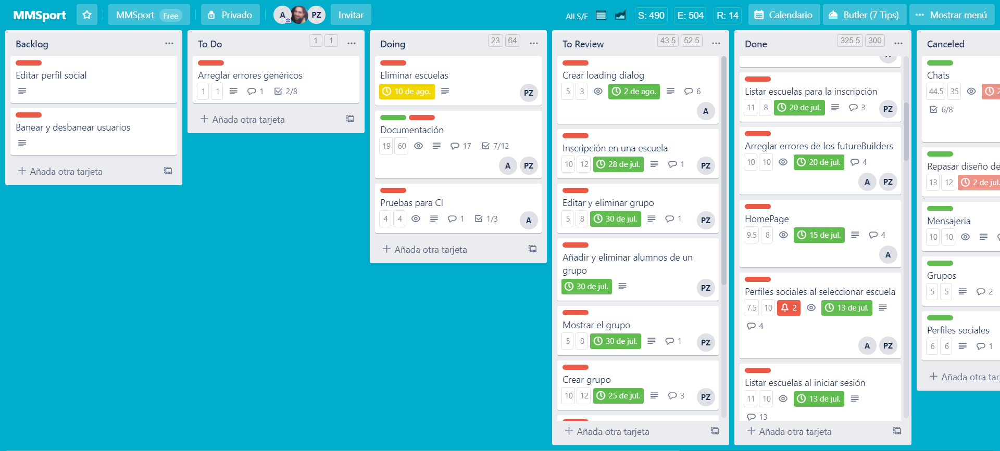 MMSport
MMSport Free
Privado
A
PZ
Invitar
All S/E
S: 490
E: 504
R: 14
Calendario
Butler (7 Tips)
Mostrar menú
Backlog
Editar perfil social
Banear y desbanear usuarios
Añada otra tarjeta
To Do
1 1
Arreglar errores genéricos
1 1 1 2/8
Añada otra tarjeta
Doing
23 64
Eliminar escuelas
10 de ago.
PZ
Documentación
19 60 17 7/12
A PZ
Pruebas para CI
4 4 1 1/3
A
Añada otra tarjeta
To Review
43.5 52.5
Crear loading dialog
5 3 2 de ago. 6
A
Inscripción en una escuela
10 12 28 de jul. 1
PZ
Editar y eliminar grupo
5 8 30 de jul. 1
PZ
Añadir y eliminar alumnos de un
grupo
30 de jul.
PZ
Mostrar el grupo
5 8 30 de jul. 1
PZ
Crear grupo
10 12 25 de jul. 3
PZ
Añada otra tarjeta
Done
325.5 300
Listar escuelas para la inscripción
11 8 20 de jul. 3
PZ
Arreglar errores de los futureBuilders
10 10 20 de jul. 4
A PZ
HomePage
9.5 8 15 de jul. 4
A
Perfiles sociales al seleccionar escuela
7.5 10 2 13 de jul.
4
A PZ
Listar escuelas al iniciar sesión
11 10 13 de jul.
13
Añada otra tarjeta
Canceled
Chats
44.5 35 2
6/8
Repasar diseño de
13 12 2 de jul.
Mensajeria
10 10
Grupos
5 5 2
Perfiles sociales
6 6 1
Añada otra tar